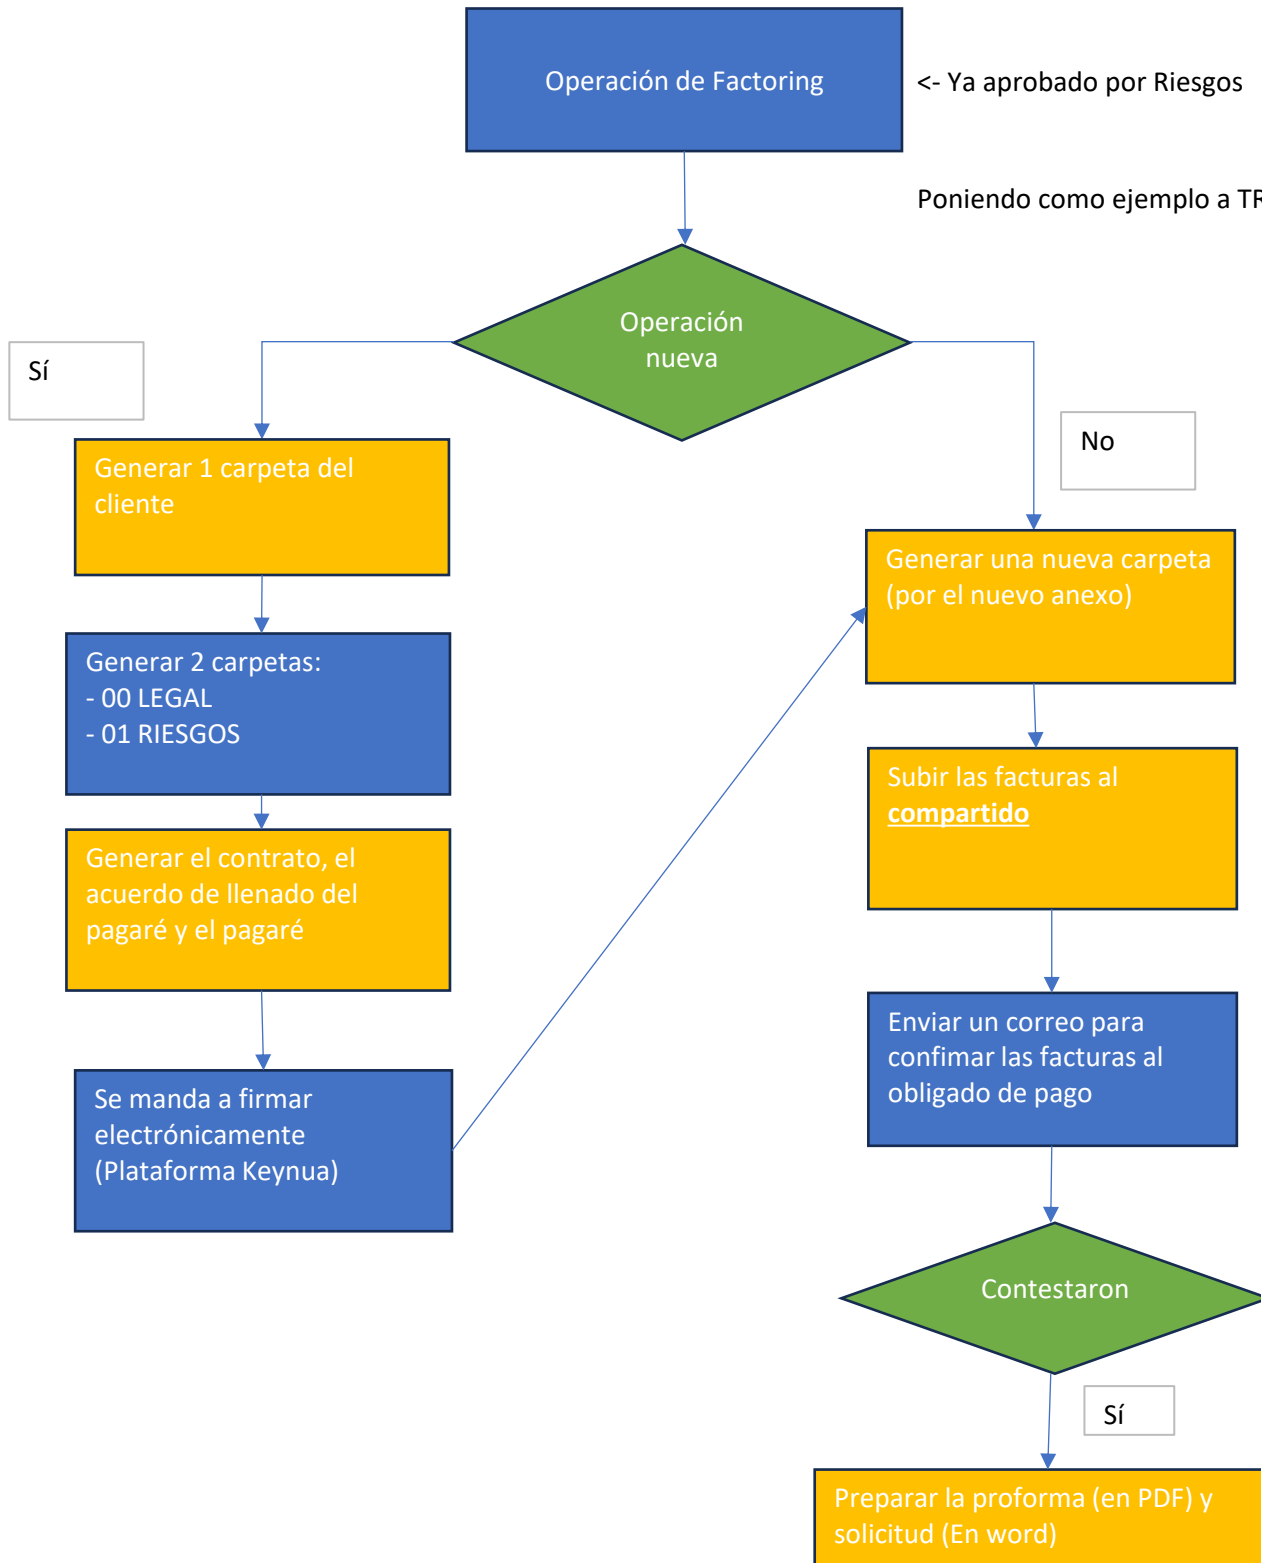 Operación de Factoring
<- Ya aprobado por Riesgos
Poniendo como ejemplo a TR
Operación
nueva
Sí
No
Generar 1 carpeta del
cliente
Generar 2 carpetas:
- 00 LEGAL
- 01 RIESGOS
Generar el contrato, el
acuerdo de llenado del
pagaré y el pagaré
Se manda a firmar
electrónicamente
(Plataforma Keynua)
Generar una nueva carpeta
(por el nuevo anexo)
Subir las facturas al
compartido
Enviar un correo para
confimar las facturas al
obligado de pago
Contestaron
Sí
Preparar la proforma (en PDF) y
solicitud (En word)